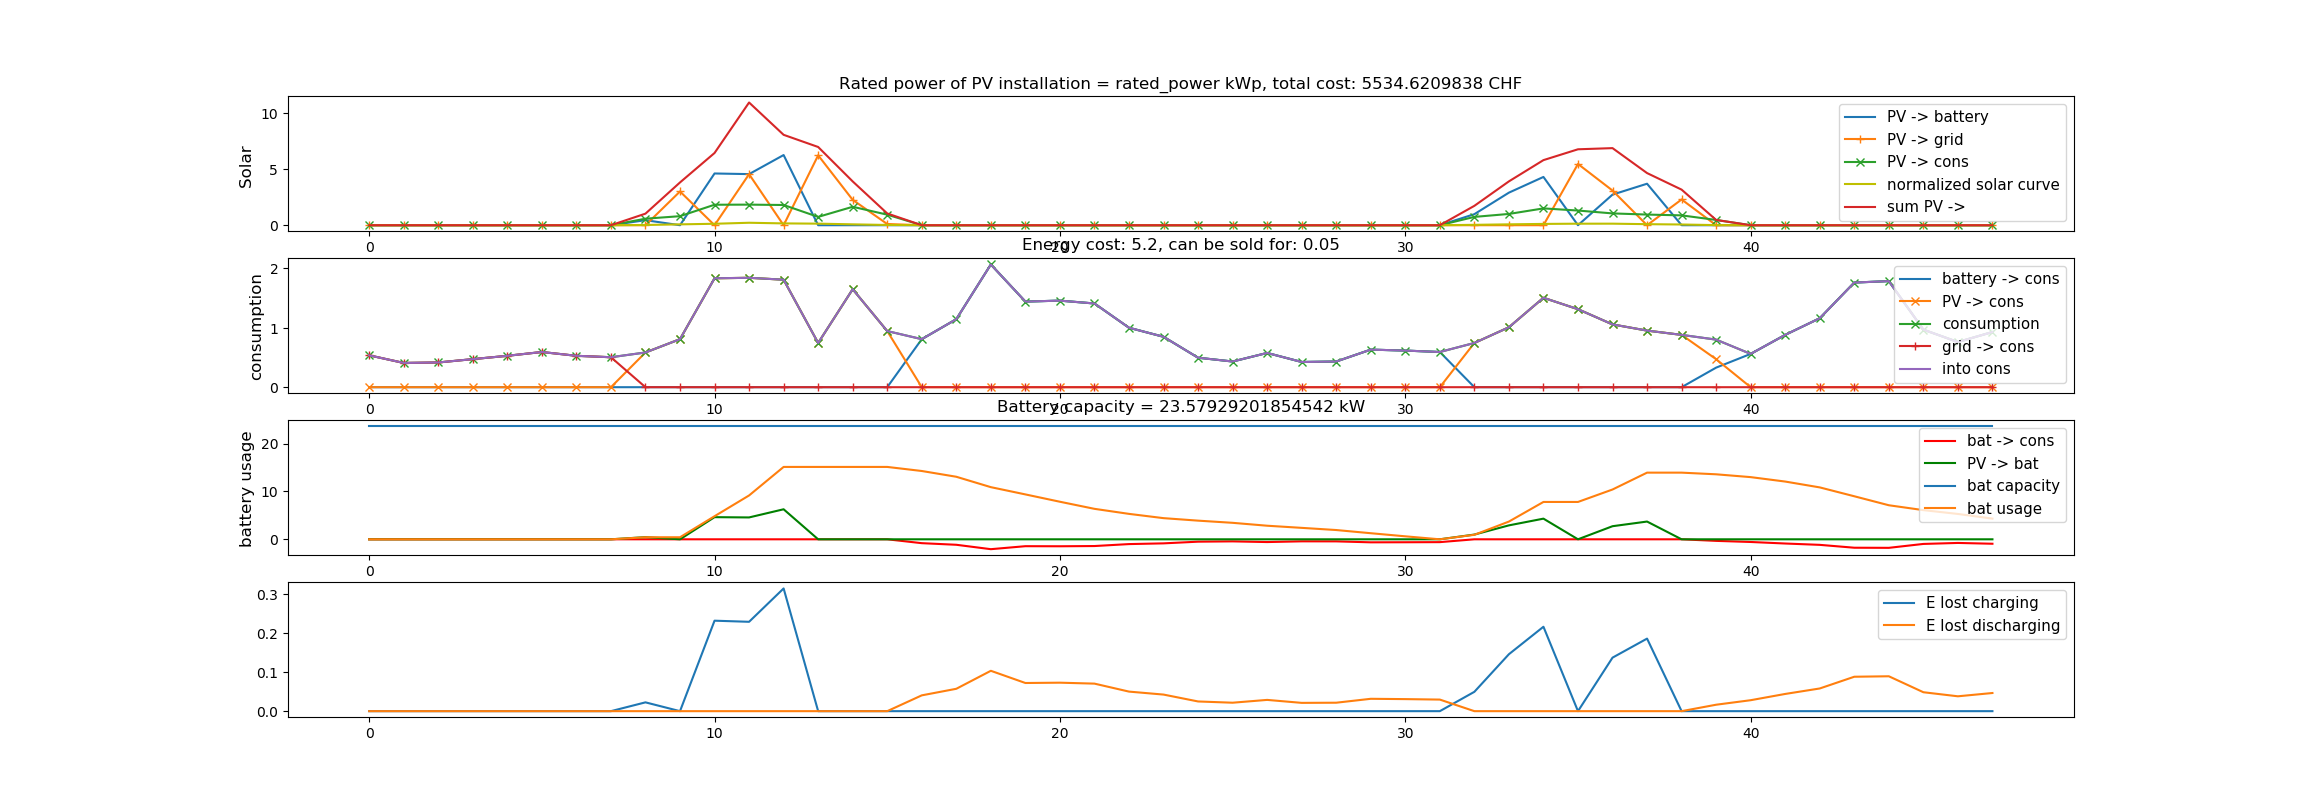 Rated power of PV installation = rated_power kWp, total cost: 5534.6209838 CHF
Solar
10
5
0
PV -> battery
PV -> grid
PV -> cons
normalized solar curve
sum PV ->
0 10 20 30 40
Energy cost: 5.2, can be sold for: 0.05
consumption
2
1
0
battery -> cons
PV -> cons
consumption
grid -> cons
into cons
0 10 20 30 40
Battery capacity = 23.57929201854542 kW
battery usage
20
10
0
bat -> cons
PV -> bat
bat capacity
bat usage
0 10 20 30 40
0.3
0.2
0.1
0.0
E lost charging
E lost discharging
0 10 20 30 40